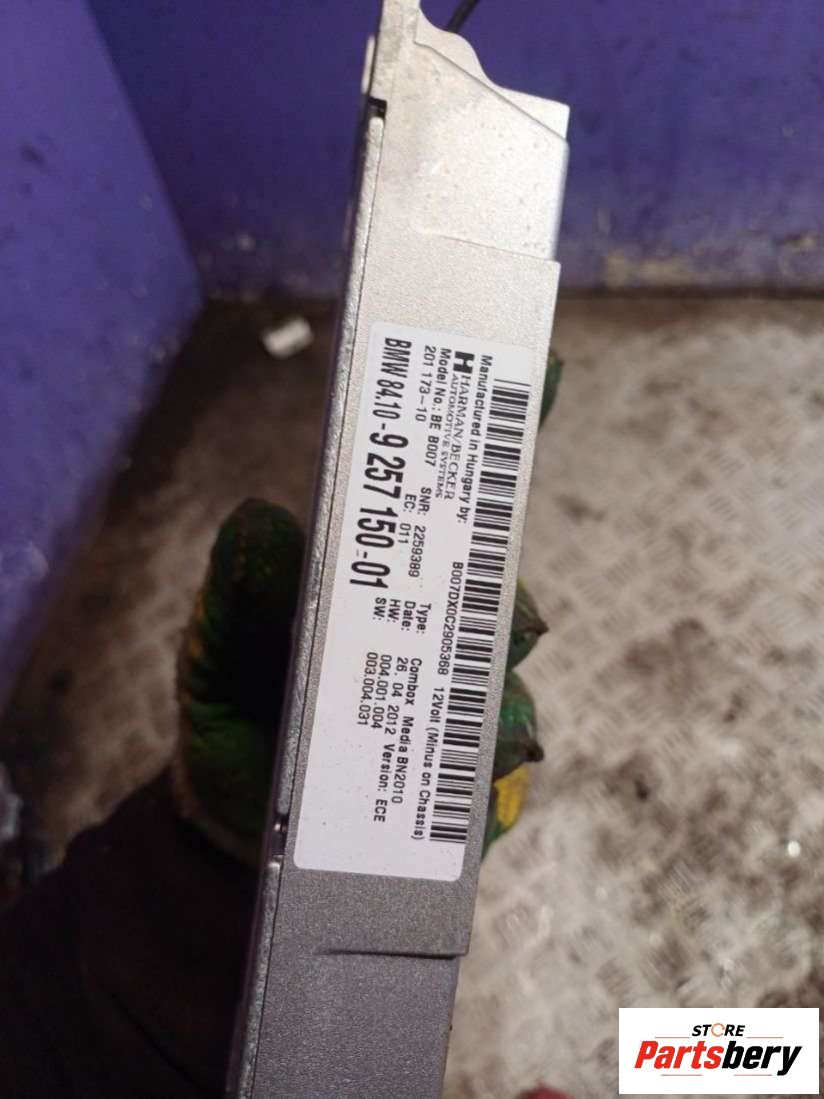 Manufactured in Hungary by:
HARMAN/BECKER
AUTOMOTIVE SYSTEMS
Model No.: BE B007
201 173-10
B007DX0C2905368 12Volt (Minus on Chassis)
SNR: 2259389
EC: 011
Type: Combox Media BN2010
Date: 26. 04 2012 Version: ECE
HW: 004.001.004
SW: 003.004.031
BMW 84.10-9 257 150-01
STORE
Partsbery